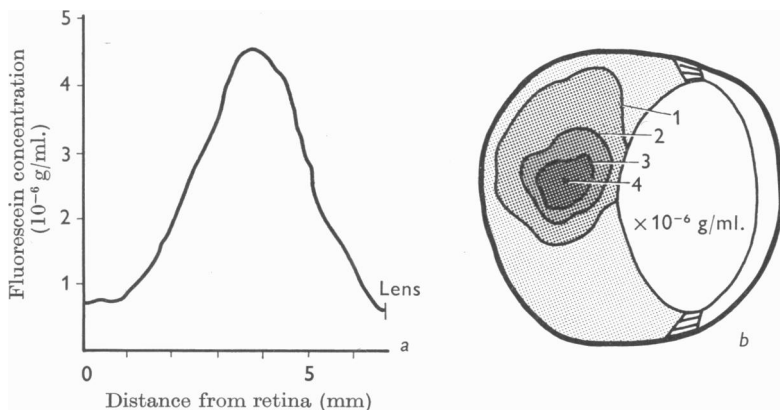 5
4
3
2
1
Fluorescein concentration
(10⁻⁶ g/ml.)
Lens
a
0
5
Distance from retina (mm)
1
2
3
4
× 10⁻⁶ g/ml.
b